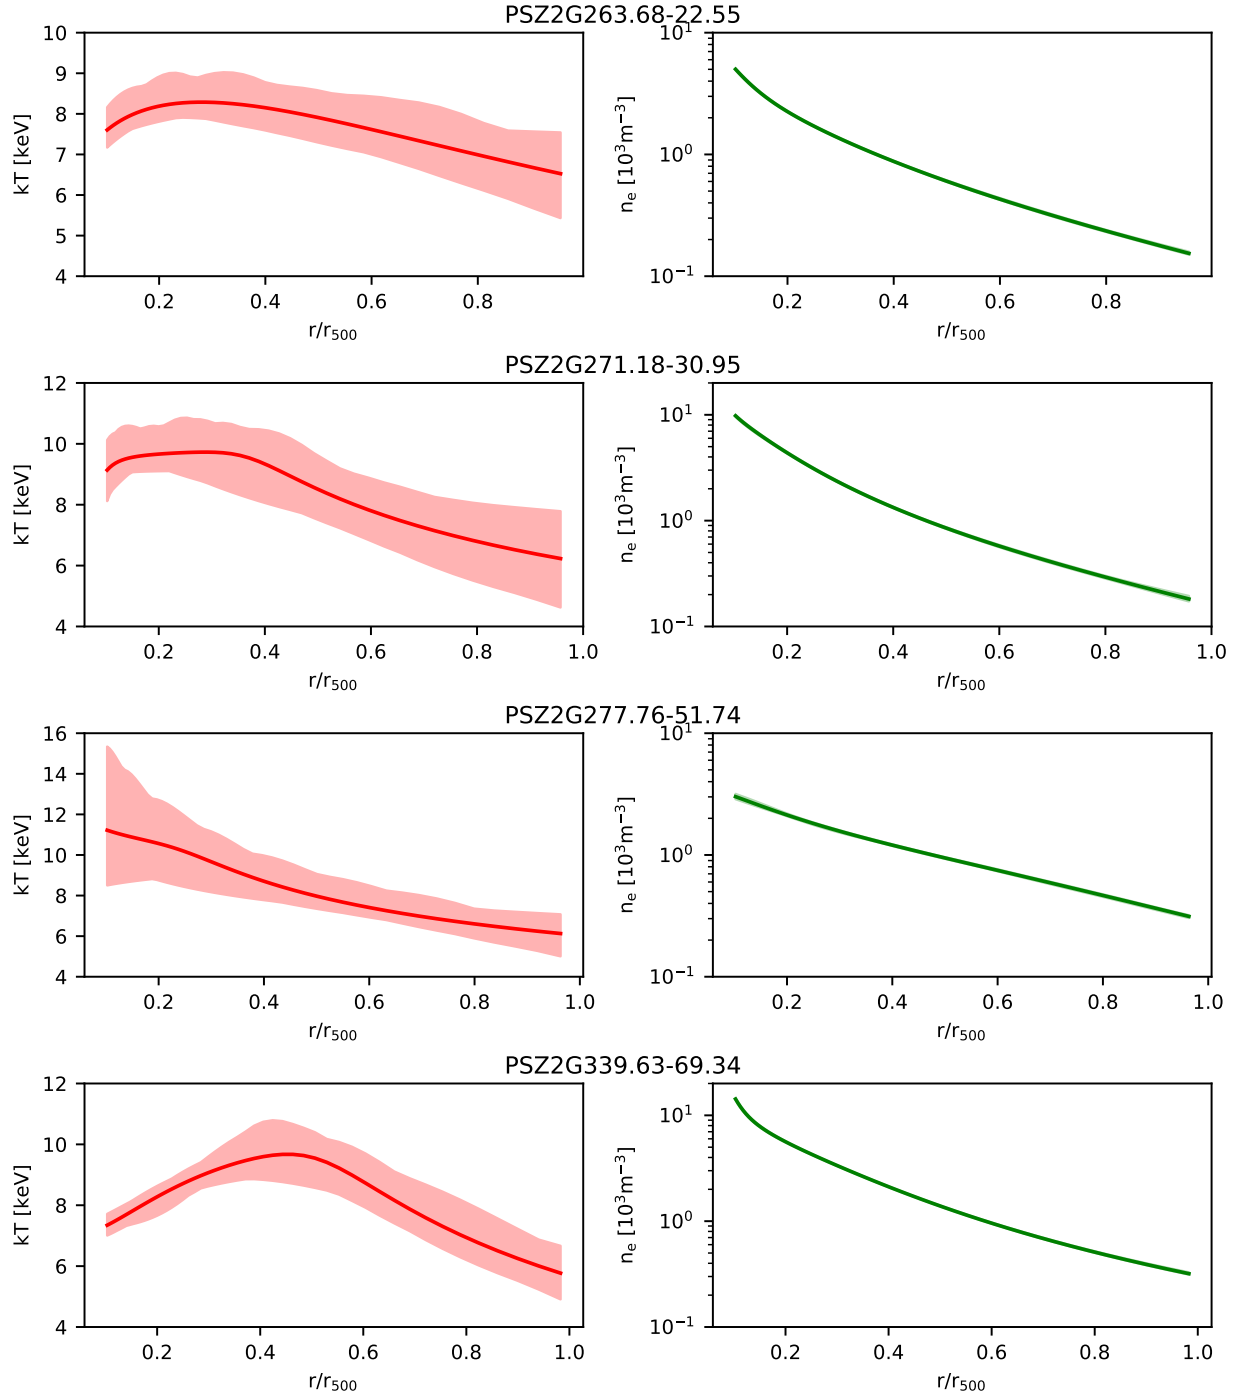 PSZ2G263.68-22.55
10
9
8
7
6
5
4
kT [keV]
0.2 0.4 0.6 0.8
r/r500
10^1
10^0
10^−1
n_e [10^3m^−3]
0.2 0.4 0.6 0.8
r/r500
PSZ2G271.18-30.95
12
10
8
6
4
kT [keV]
0.2 0.4 0.6 0.8 1.0
r/r500
10^1
10^0
10^−1
n_e [10^3m^−3]
0.2 0.4 0.6 0.8 1.0
r/r500
PSZ2G277.76-51.74
16
14
12
10
8
6
4
kT [keV]
0.2 0.4 0.6 0.8 1.0
r/r500
10^1
10^0
10^−1
n_e [10^3m^−3]
0.2 0.4 0.6 0.8 1.0
r/r500
PSZ2G339.63-69.34
12
10
8
6
4
kT [keV]
0.2 0.4 0.6 0.8 1.0
r/r500
10^1
10^0
10^−1
n_e [10^3m^−3]
0.2 0.4 0.6 0.8 1.0
r/r500